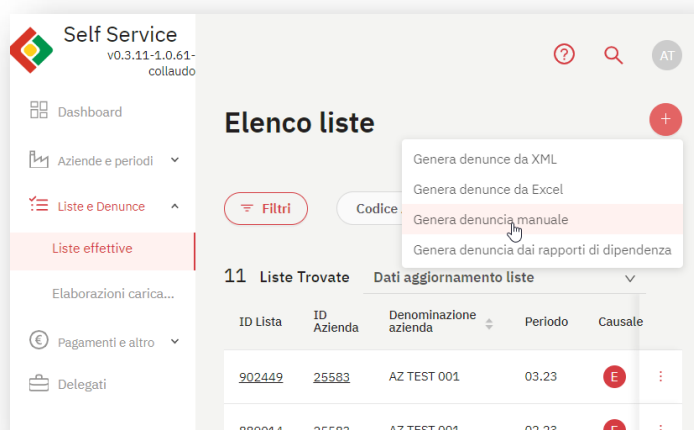 Self Service
v0.3.11-1.0.61-
collaudo
AT
Dashboard
Aziende e periodi
Liste e Denunce
Liste effettive
Elaborazioni carica...
Pagamenti e altro
Delegati
Elenco liste
Genera denunce da XML
Genera denunce da Excel
Genera denuncia manuale
Genera denuncia dai rapporti di dipendenza
Filtri
Codice
11 Liste Trovate
Dati aggiornamento liste
ID Lista
ID
Azienda
Denominazione
azienda
Periodo
Causale
902449
25583
AZ TEST 001
03.23
E